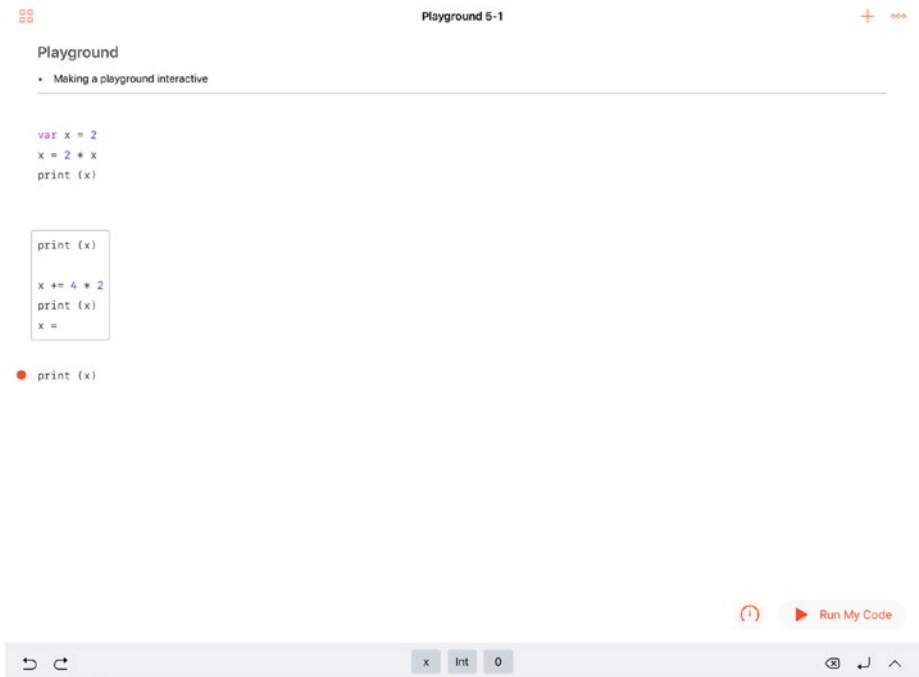 Playground 5-1
Playground
• Making a playground interactive
var x = 2
x = 2 * x
print (x)
print (x)
x += 4 * 2
print (x)
x =
print (x)
Run My Code
x Int 0